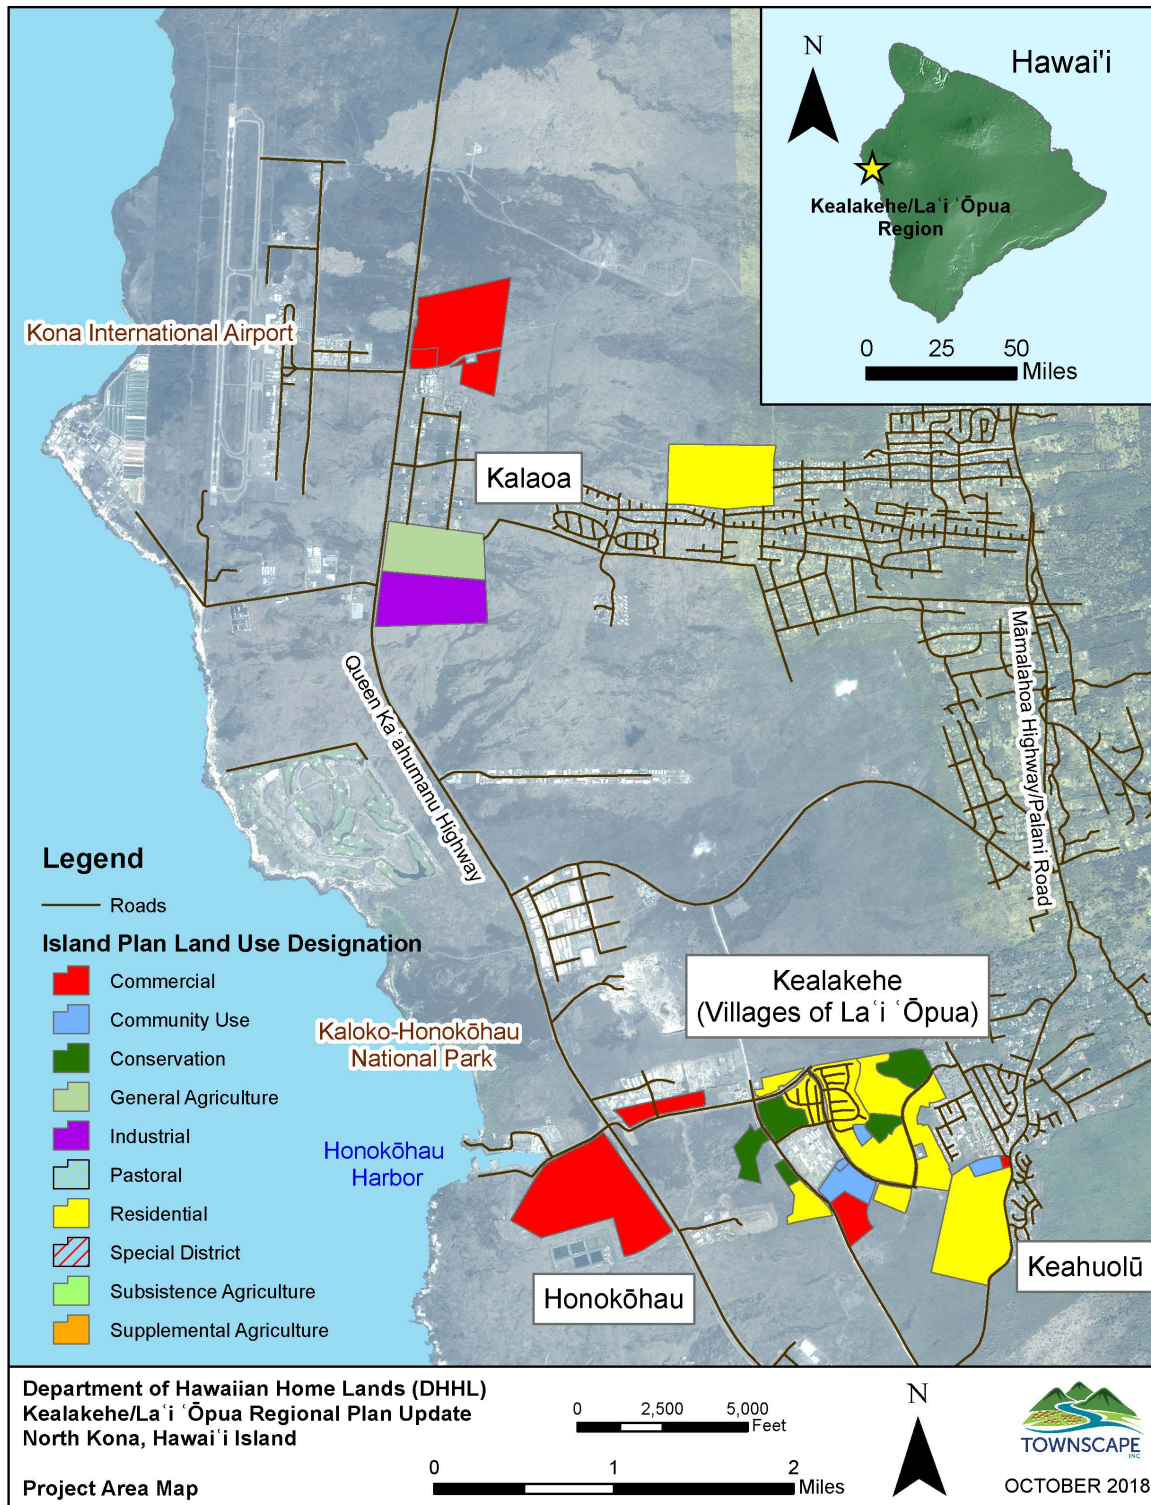 N
Hawai'i
Kealakehe/Laʻi ʻŌpua
Region
0 25 50
Miles
Kona International Airport
Kalaoa
Queen Kaʻahumanu Highway
Māmalahoa Highway/Palani Road
Legend
Roads
Island Plan Land Use Designation
Commercial
Community Use
Conservation
General Agriculture
Industrial
Pastoral
Residential
Special District
Subsistence Agriculture
Supplemental Agriculture
Kealakehe
(Villages of Laʻi ʻŌpua)
Kaloko-Honokōhau
National Park
Honokōhau
Harbor
Honokōhau
Keahuolū
Department of Hawaiian Home Lands (DHHL)
Kealakehe/Laʻi ʻŌpua Regional Plan Update
North Kona, Hawaiʻi Island
Project Area Map
0 2,500 5,000
Feet
0 1 2
Miles
N
TOWNSCAPE
INC
OCTOBER 2018